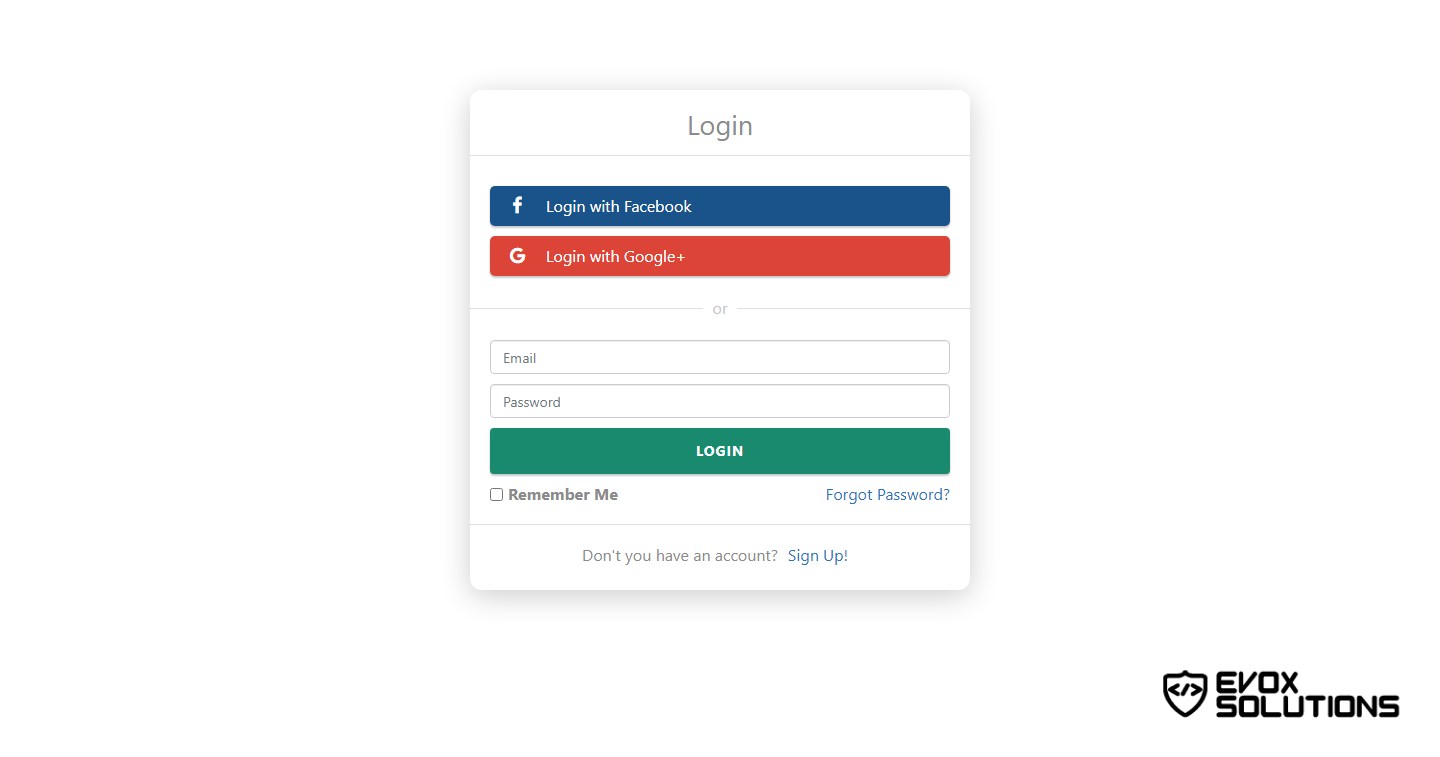 Login
Login with Facebook
Login with Google+
or
Email
Password
LOGIN
Remember Me
Forgot Password?
Don't you have an account? Sign Up!
</> EVOX
SOLUTIONS